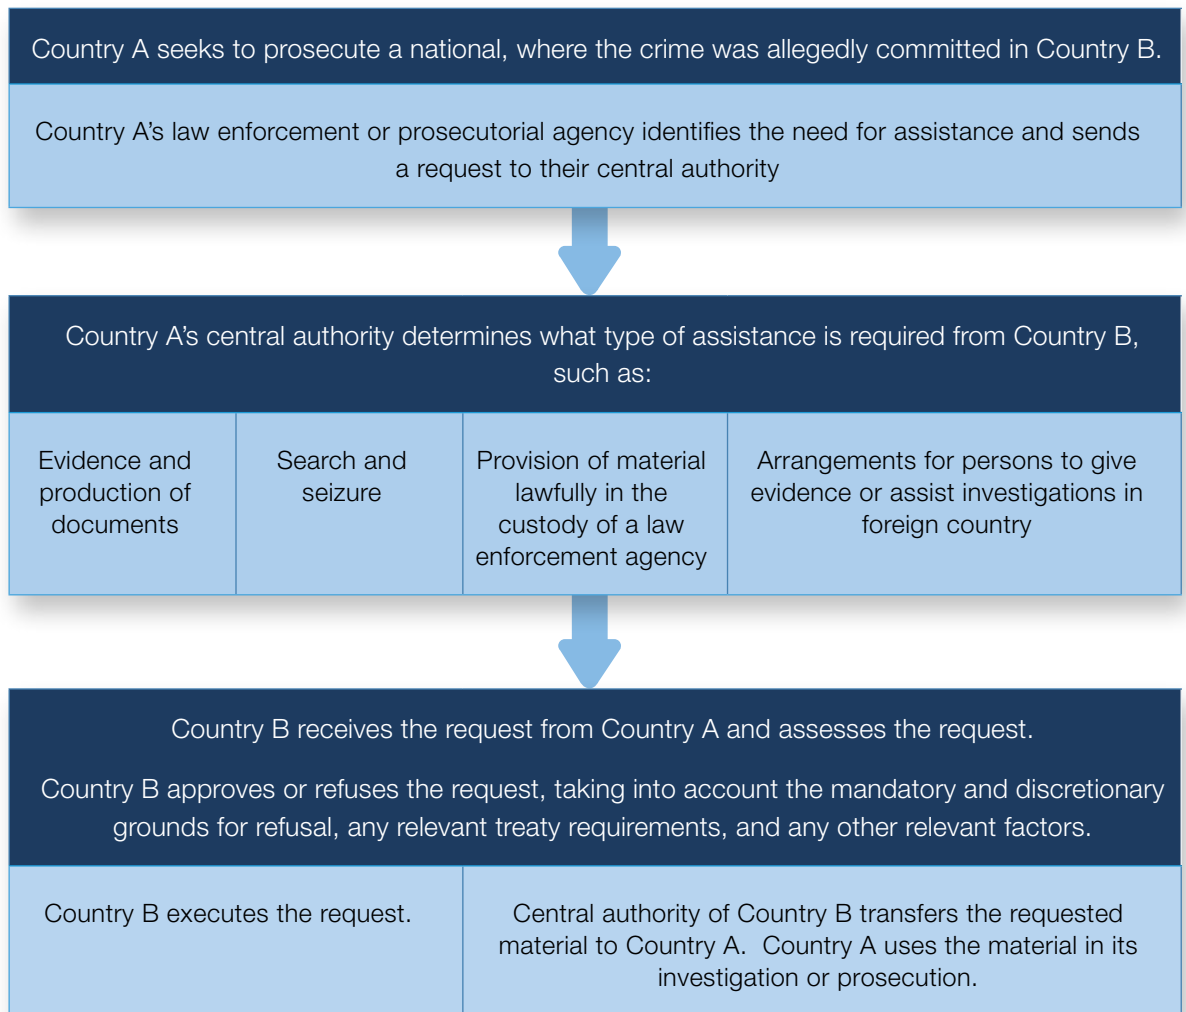 Country A seeks to prosecute a national, where the crime was allegedly committed in Country B.
Country A’s law enforcement or prosecutorial agency identifies the need for assistance and sends
a request to their central authority
Country A’s central authority determines what type of assistance is required from Country B,
such as:
Evidence and
production of
documents
Search and
seizure
Provision of material
lawfully in the
custody of a law
enforcement agency
Arrangements for persons to give
evidence or assist investigations in
foreign country
Country B receives the request from Country A and assesses the request.
Country B approves or refuses the request, taking into account the mandatory and discretionary
grounds for refusal, any relevant treaty requirements, and any other relevant factors.
Country B executes the request.
Central authority of Country B transfers the requested
material to Country A.  Country A uses the material in its
investigation or prosecution.